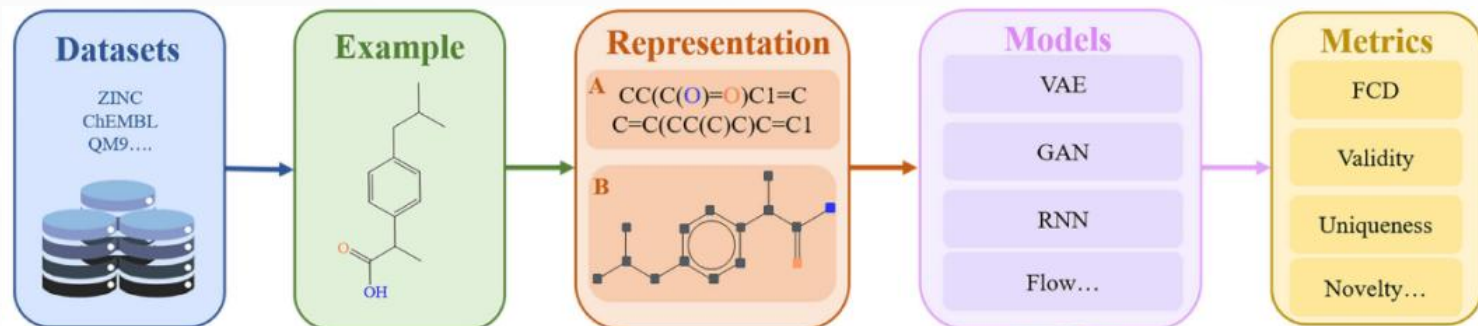 Datasets
ZINC
ChEMBL
QM9....
Example
O
OH
Representation
A
CC(C(O)=O)C1=C
C=C(CC(C)C)C=C1
B
Models
VAE
GAN
RNN
Flow...
Metrics
FCD
Validity
Uniqueness
Novelty...